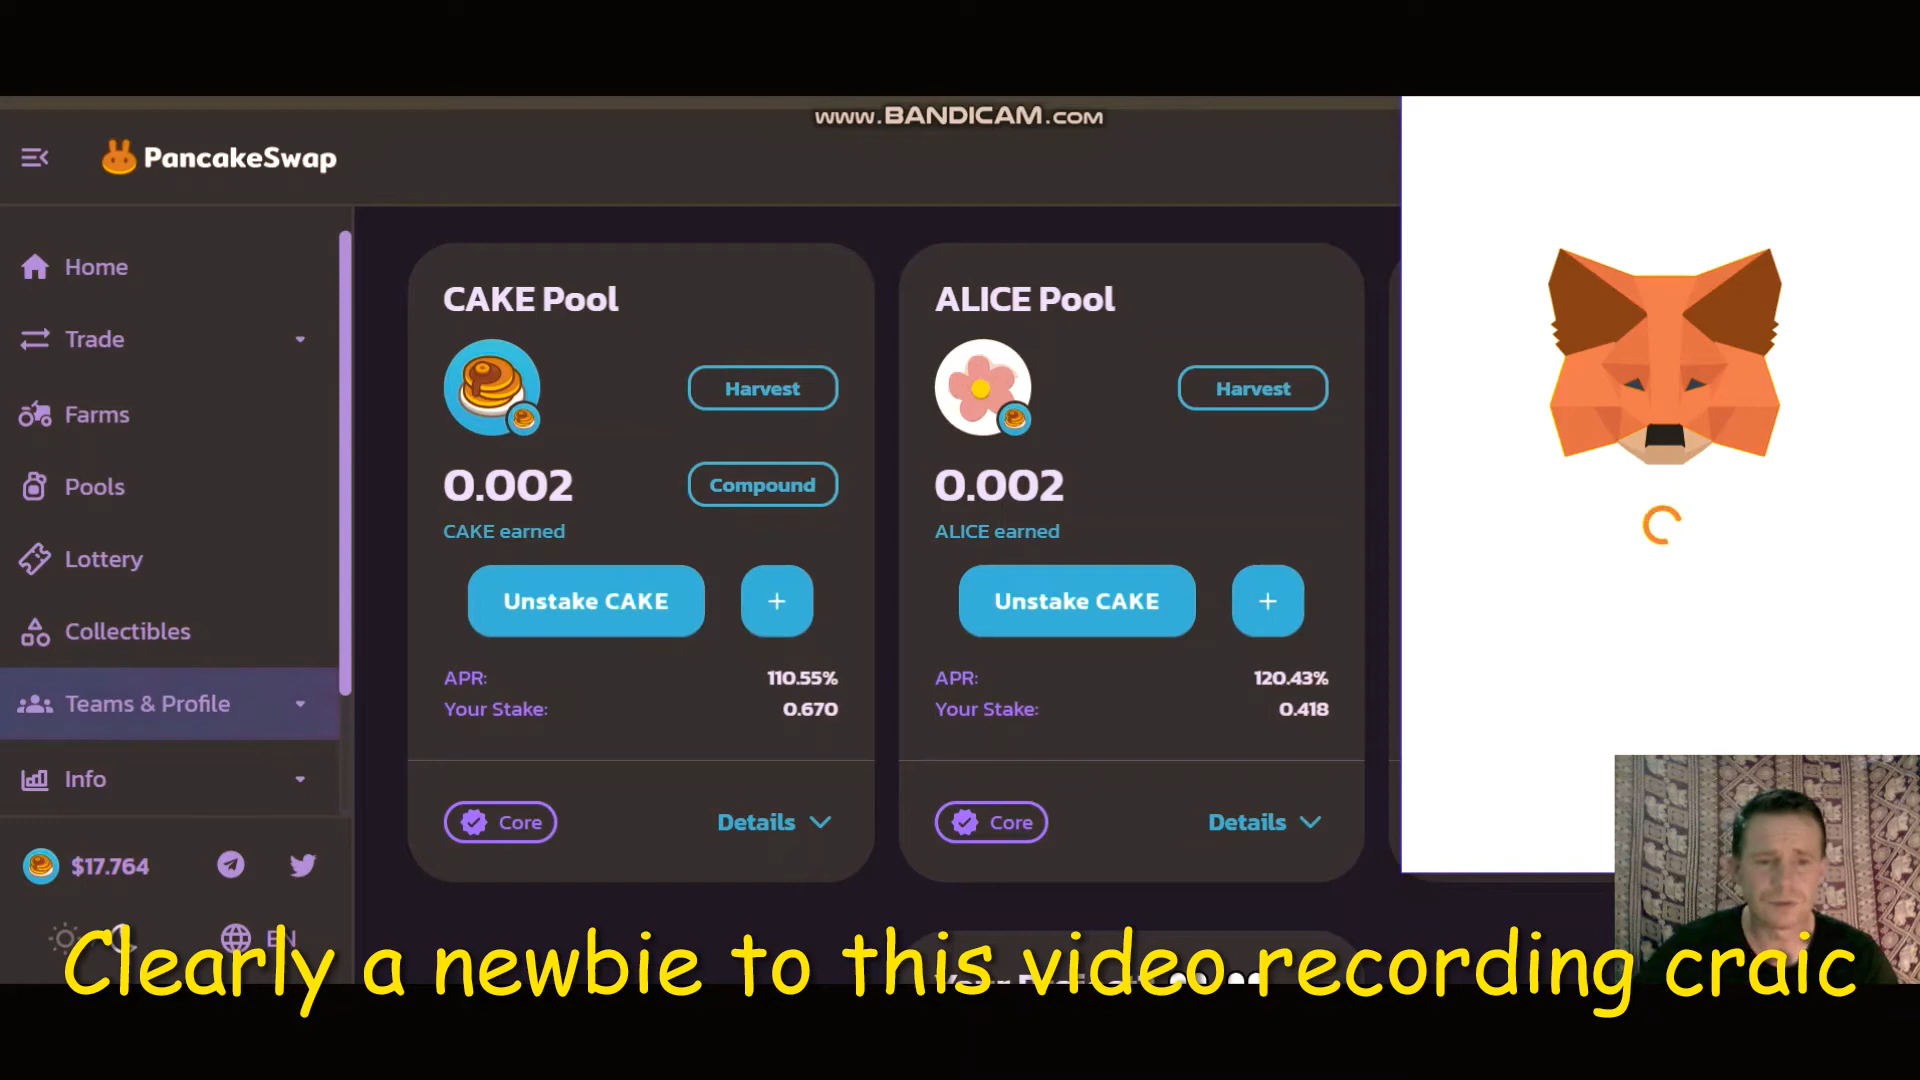 www.BANDICAM.com
PancakeSwap
Home
Trade
Farms
Pools
Lottery
Collectibles
Teams & Profile
Info
$17.764
EN
CAKE Pool
Harvest
0.002
Compound
CAKE earned
Unstake CAKE
+
APR:
110.55%
Your Stake:
0.670
Core
Details
ALICE Pool
Harvest
0.002
ALICE earned
Unstake CAKE
+
APR:
120.43%
Your Stake:
0.418
Core
Details
Clearly a newbie to this video recording craic